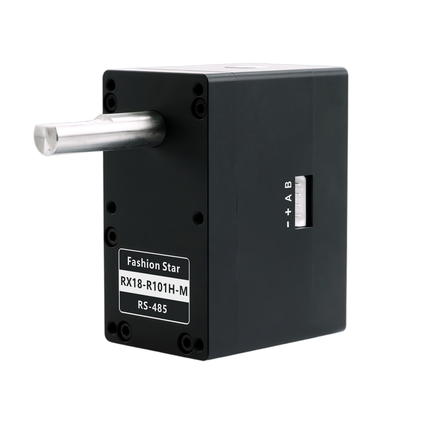 Fashion Star
RX18-R101H-M
RS-485
- + A B